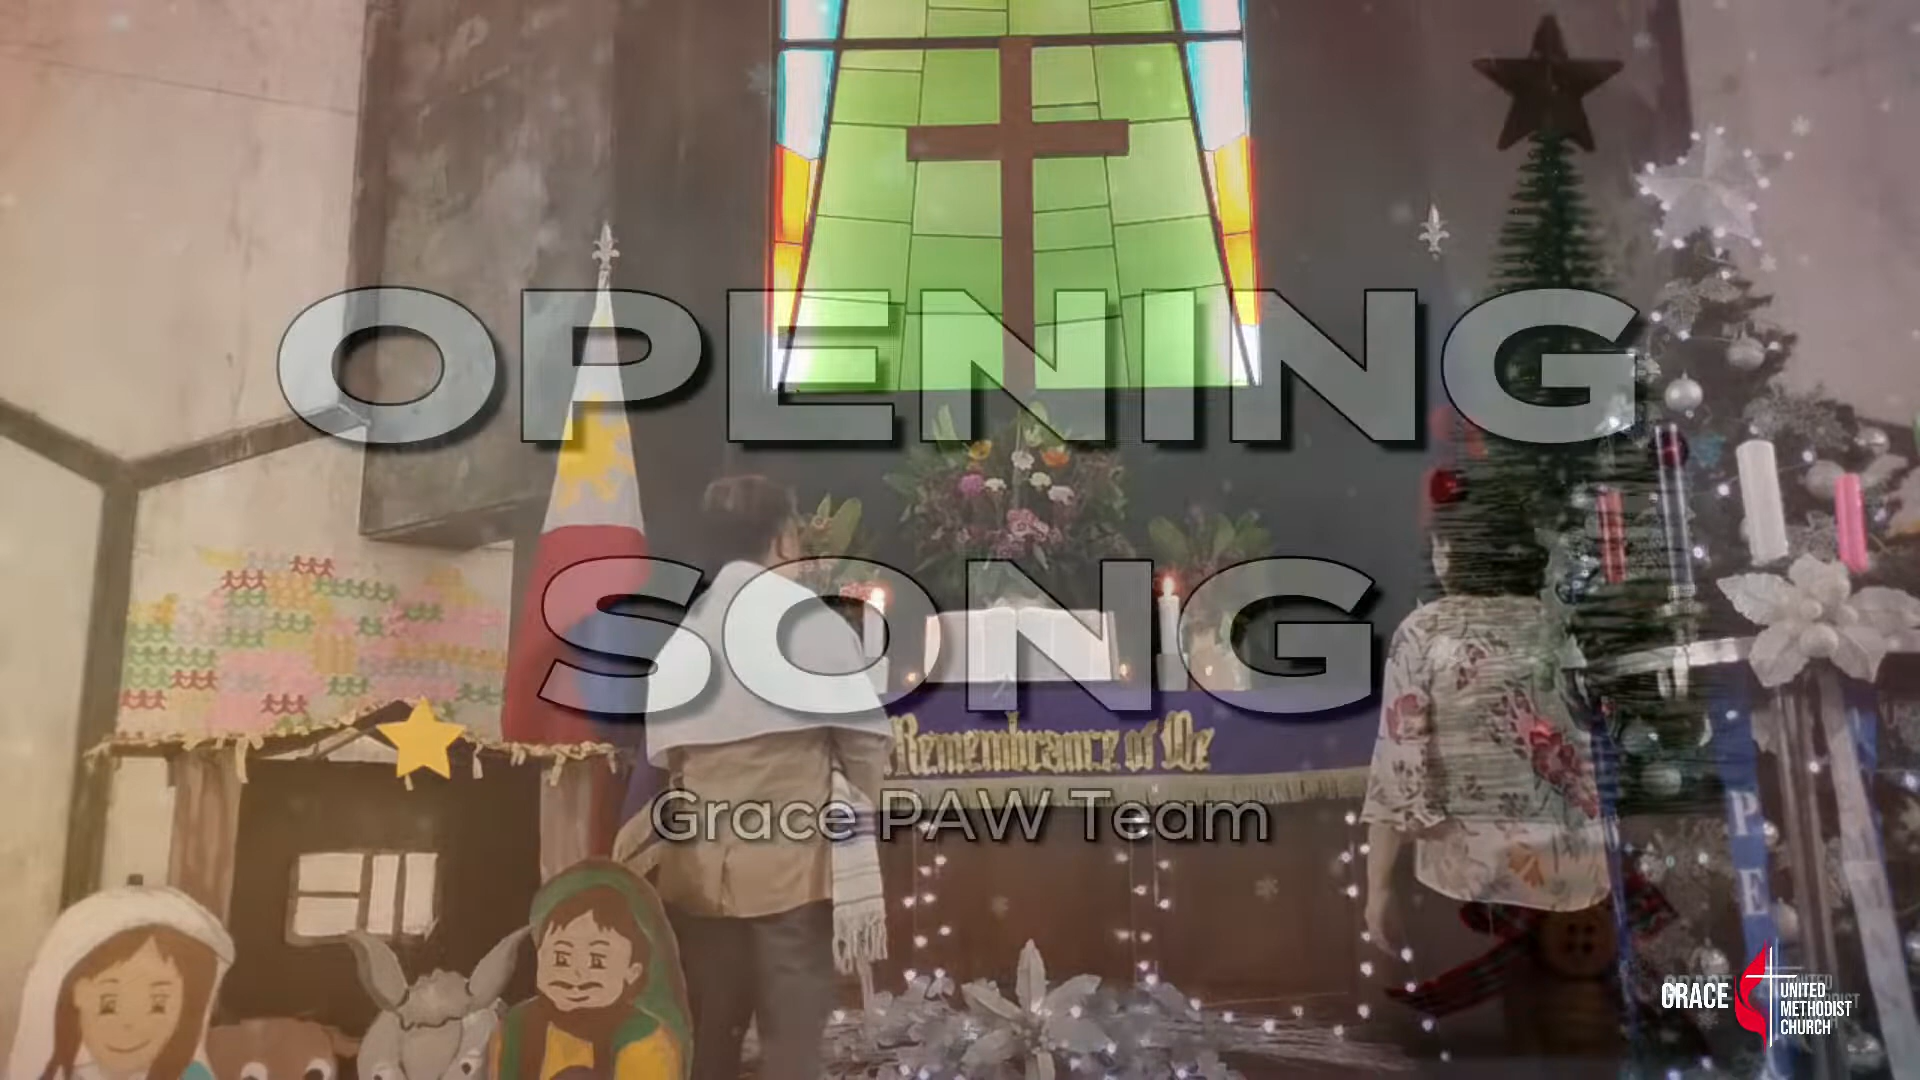 OPENING
SONG
Remembrance of Me
Grace PAW Team
P
E
GRACE
UNITED
METHODIST
CHURCH